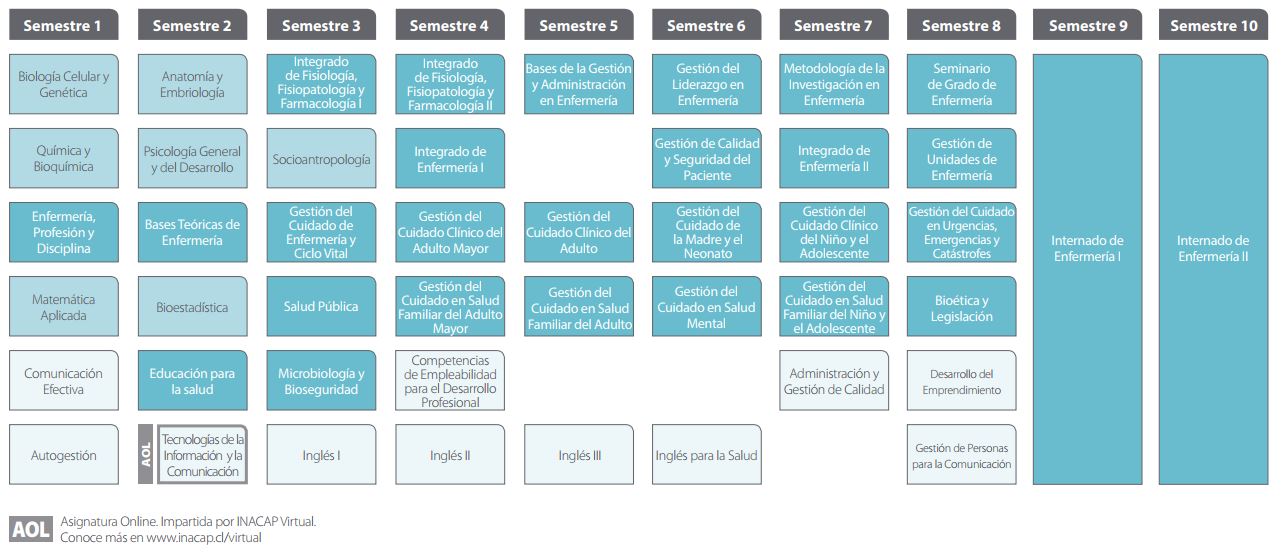 Semestre 1
Semestre 2
Semestre 3
Semestre 4
Semestre 5
Semestre 6
Semestre 7
Semestre 8
Semestre 9
Semestre 10
Biología Celular y
Genética
Anatomía y
Embriología
Integrado
de Fisiología,
Fisiopatología y
Farmacología I
Integrado
de Fisiología,
Fisiopatología y
Farmacología II
Bases de la Gestión
y Administración
en Enfermería
Gestión del
Liderazgo en
Enfermería
Metodología de la
Investigación en
Enfermería
Seminario
de Grado de
Enfermería
Química y
Bioquímica
Psicología General
y del Desarrollo
Socioantropología
Integrado
de Enfermería I
Gestión de Calidad
y Seguridad del
Paciente
Integrado de
Enfermería II
Gestión de
Unidades de
Enfermería
Enfermería,
Profesión y
Disciplina
Bases Teóricas de
Enfermería
Gestión del
Cuidado de
Enfermería y
Ciclo Vital
Gestión del
Cuidado Clínico del
Adulto Mayor
Gestión del
Cuidado Clínico del
Adulto
Gestión del
Cuidado de
la Madre y el
Neonato
Gestión del
Cuidado Clínico
del Niño y el
Adolescente
Gestión del Cuidado
en Urgencias,
Emergencias y
Catástrofes
Internado de
Enfermería I
Internado de
Enfermería II
Matemática
Aplicada
Bioestadística
Salud Pública
Gestión del
Cuidado en Salud
Familiar del Adulto
Mayor
Gestión del
Cuidado en Salud
Familiar del Adulto
Gestión del
Cuidado en Salud
Mental
Gestión del
Cuidado en Salud
Familiar del Niño y
el Adolescente
Bioética y
Legislación
Comunicación
Efectiva
Educación para
la salud
Microbiología y
Bioseguridad
Competencias
de Empleabilidad
para el Desarrollo
Profesional
Administración y
Gestión de Calidad
Desarrollo del
Emprendimiento
Autogestión
AOL
Tecnologías de la
Información y la
Comunicación
Inglés I
Inglés II
Inglés III
Inglés para la Salud
Gestión de Personas
para la Comunicación
AOL
Asignatura Online. Impartida por INACAP Virtual.
Conoce más en www.inacap.cl/virtual